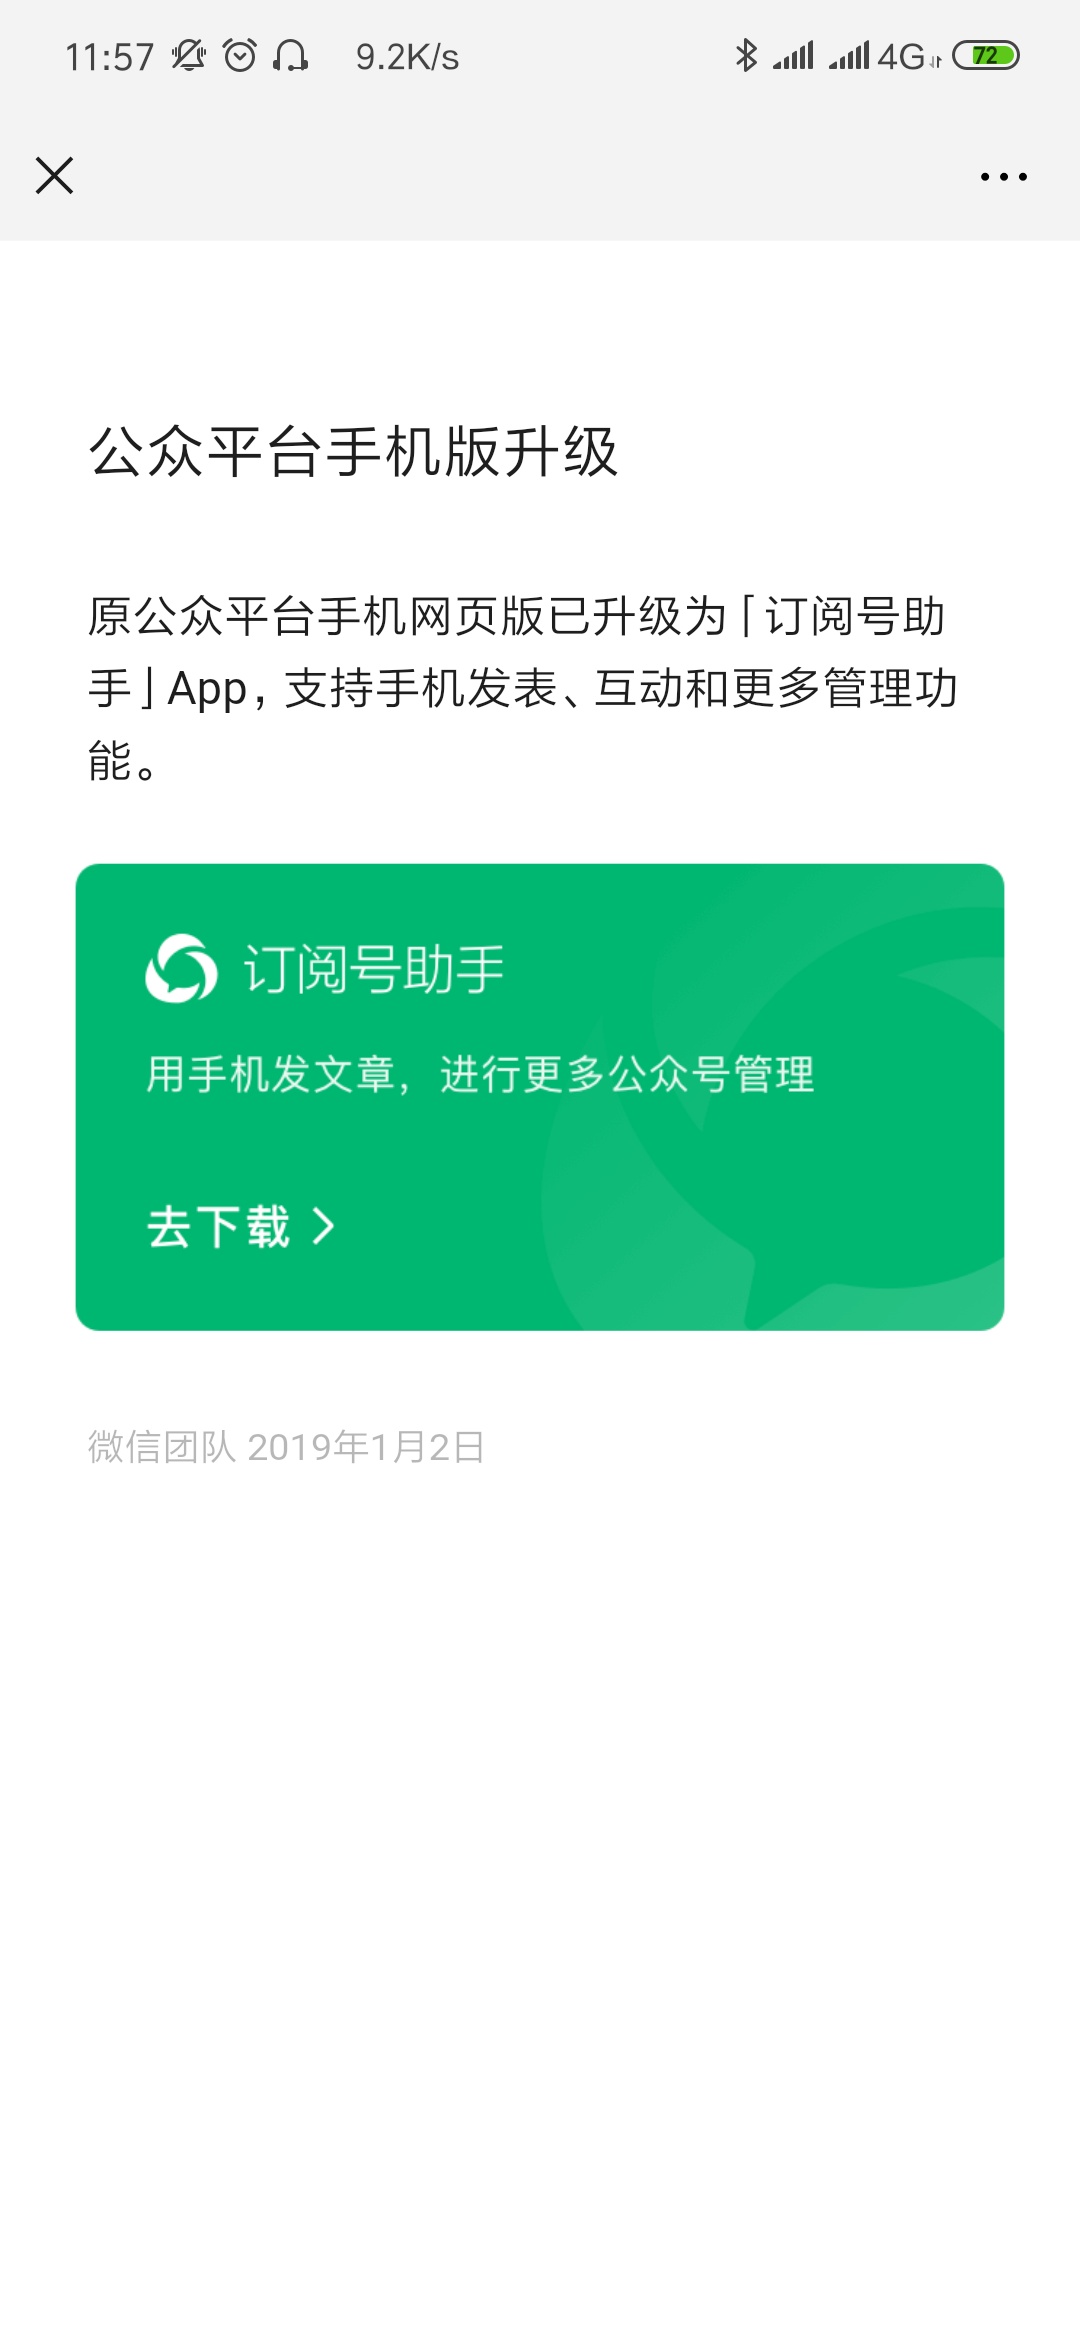 11:57 9.2K/s 4G 72
公众平台手机版升级
原公众平台手机网页版已升级为「订阅号助
手」App，支持手机发表、互动和更多管理功
能。
订阅号助手
用手机发文章，进行更多公众号管理
去下载
微信团队 2019年1月2日